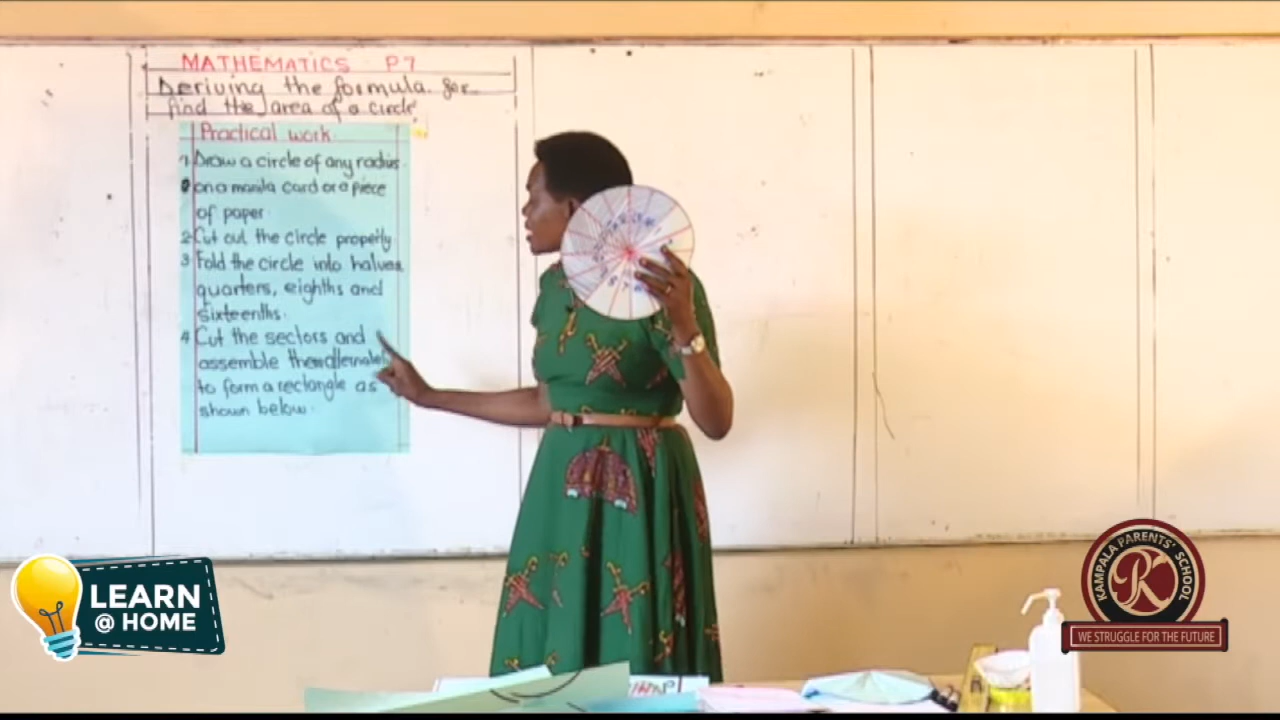 MATHEMATICS P7
Deriving the formula for
find the area of a circle
Practical work
1 Draw a circle of any radius
on a manila card or a piece
of paper.
2 Cut out the circle properly.
3 Fold the circle into halves
quarters, eighths and
sixteenths.
4 Cut the sectors and
assemble them alternately
to form a rectangle as
shown below.
LEARN
@ HOME
KAMPALA PARENTS' SCHOOL
K
WE STRUGGLE FOR THE FUTURE